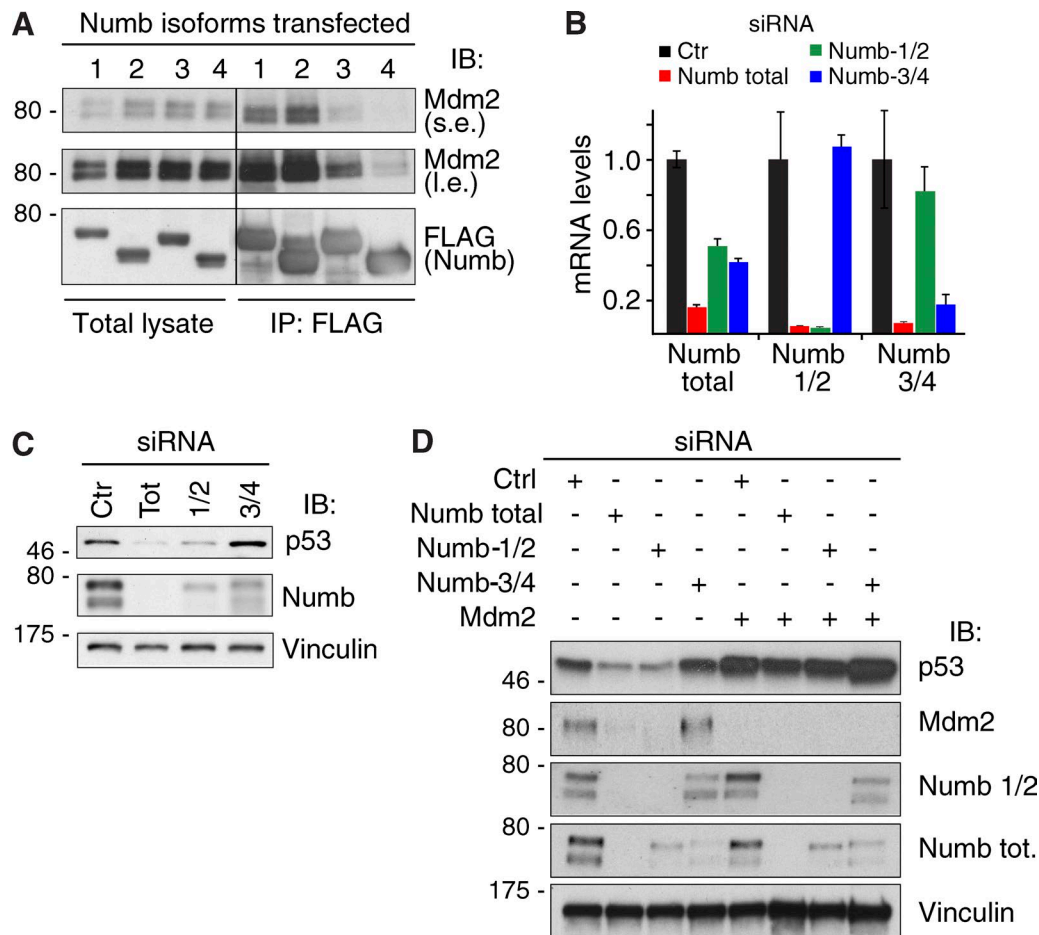 A
Numb isoforms transfected
1 2 3 4 1 2 3 4 IB:
80 - Mdm2
(s.e.)
80 - Mdm2
(l.e.)
80 -
FLAG
(Numb)
Total lysate IP: FLAG
B
siRNA
Ctr Numb-1/2
Numb total Numb-3/4
mRNA levels
1.0
0.6
0.2
Numb
total
Numb
1/2
Numb
3/4
C
siRNA
Ctr Tot 1/2 3/4 IB:
46 - p53
80 -
Numb
175 -
Vinculin
D
siRNA
Ctrl + - - - + - - -
Numb total - + - - - + - -
Numb-1/2 - - + - - - + -
Numb-3/4 - - - + - - - +
Mdm2 - - - - + + + +
IB:
46 - p53
80 - Mdm2
80 -
Numb 1/2
80 -
Numb tot.
175 -
Vinculin